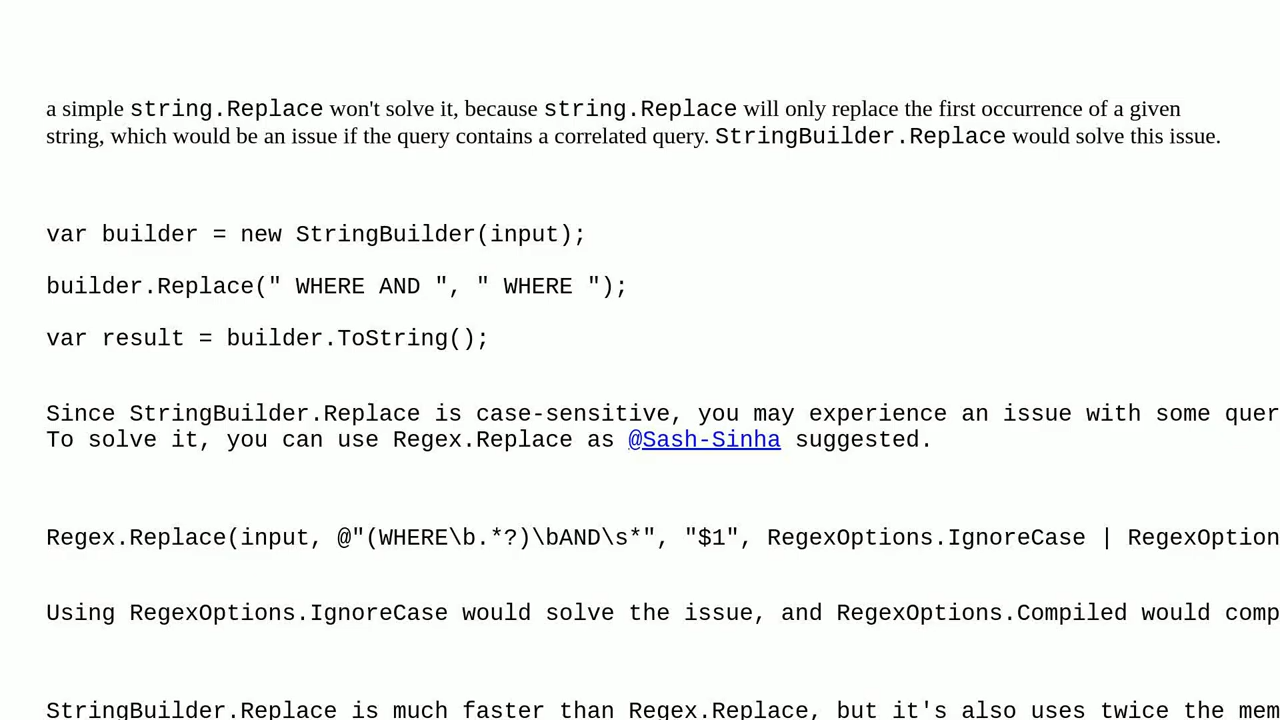 a simple string.Replace won't solve it, because string.Replace will only replace the first occurrence of a given
string, which would be an issue if the query contains a correlated query. StringBuilder.Replace would solve this issue.
var builder = new StringBuilder(input);
builder.Replace(" WHERE AND ", " WHERE ");
var result = builder.ToString();
Since StringBuilder.Replace is case-sensitive, you may experience an issue with some quer
To solve it, you can use Regex.Replace as @Sash-Sinha suggested.
Regex.Replace(input, @"(WHERE\b.*?)\bAND\s*", "$1", RegexOptions.IgnoreCase | RegexOption
Using RegexOptions.IgnoreCase would solve the issue, and RegexOptions.Compiled would comp
StringBuilder.Replace is much faster than Regex.Replace, but it's also uses twice the mem